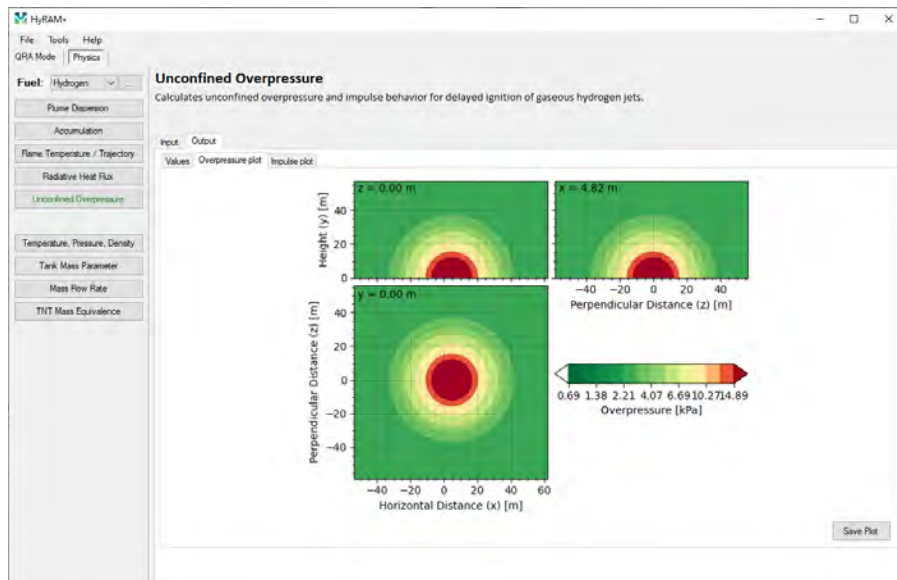 HyRAM+
File Tools Help
QRA Mode Physics
Fuel: Hydrogen ...
Plume Dispersion
Accumulation
Flame Temperature / Trajectory
Radiative Heat Flux
Unconfined Overpressure
Temperature, Pressure, Density
Tank Mass Parameter
Mass Flow Rate
TNT Mass Equivalence
Unconfined Overpressure
Calculates unconfined overpressure and impulse behavior for delayed ignition of gaseous hydrogen jets.
Input Output
Values Overpressure plot Impulse plot
z = 0.00 m
Height (y) [m]
40
20
0
x = 4.82 m
−40 −20 0 20 40
Perpendicular Distance (z) [m]
y = 0.00 m
Perpendicular Distance (z) [m]
40
20
0
−20
−40
−40 −20 0 20 40 60
Horizontal Distance (x) [m]
0.69 1.38 2.21 4.07 6.69 10.27 14.89
Overpressure [kPa]
Save Plot